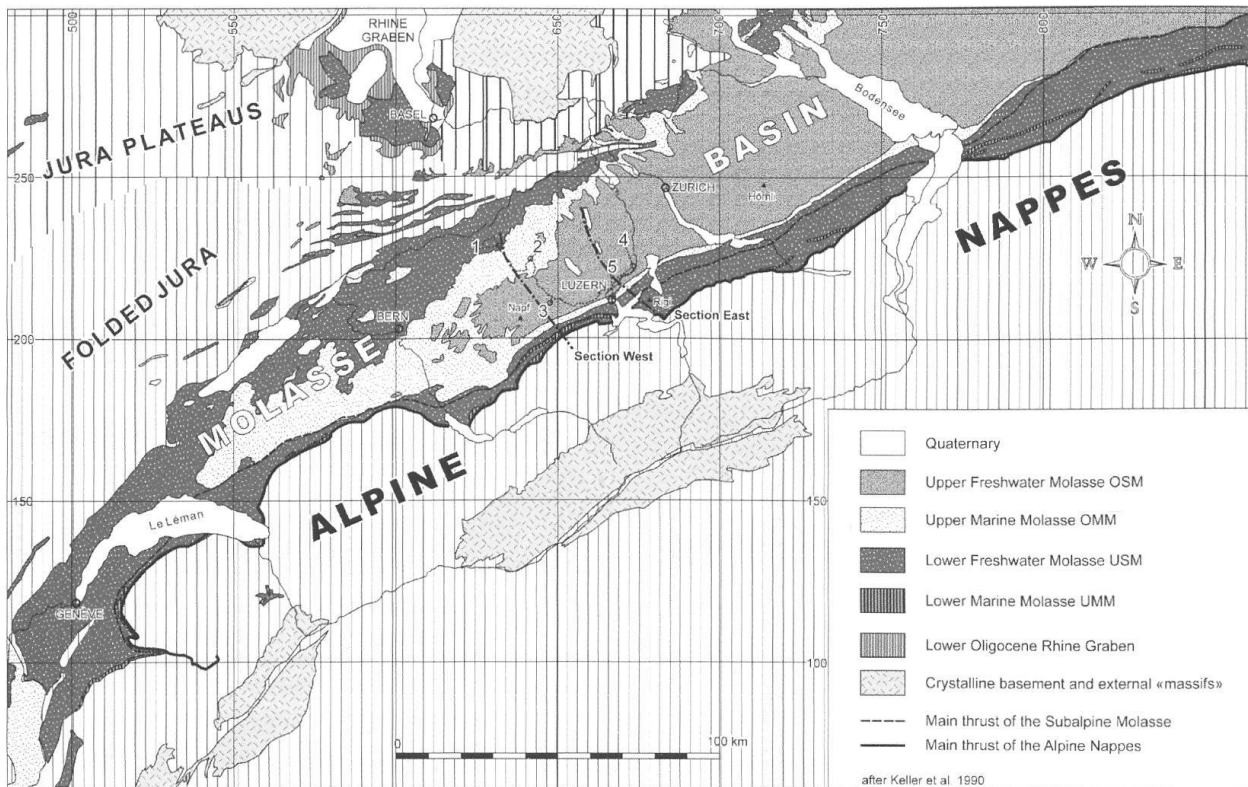 500
550
650
700
750
800
RHINE
GRABEN
BASEL
JURA PLATEAUS
250
FOLDED JURA
MOLASSE
BASIN
Bodensee
ZÜRICH
Hörnli
NAPPES
N
W E
S
1
2
4
5
3
LUZERN
Rigi
Napf
BERN
200
Section East
Section West
ALPINE
150
150
Le Léman
GENÈVE
100
0
100 km
Quaternary
Upper Freshwater Molasse OSM
Upper Marine Molasse OMM
Lower Freshwater Molasse USM
Lower Marine Molasse UMM
Lower Oligocene Rhine Graben
Crystalline basement and external «massifs»
Main thrust of the Subalpine Molasse
Main thrust of the Alpine Nappes
after Keller et al. 1990